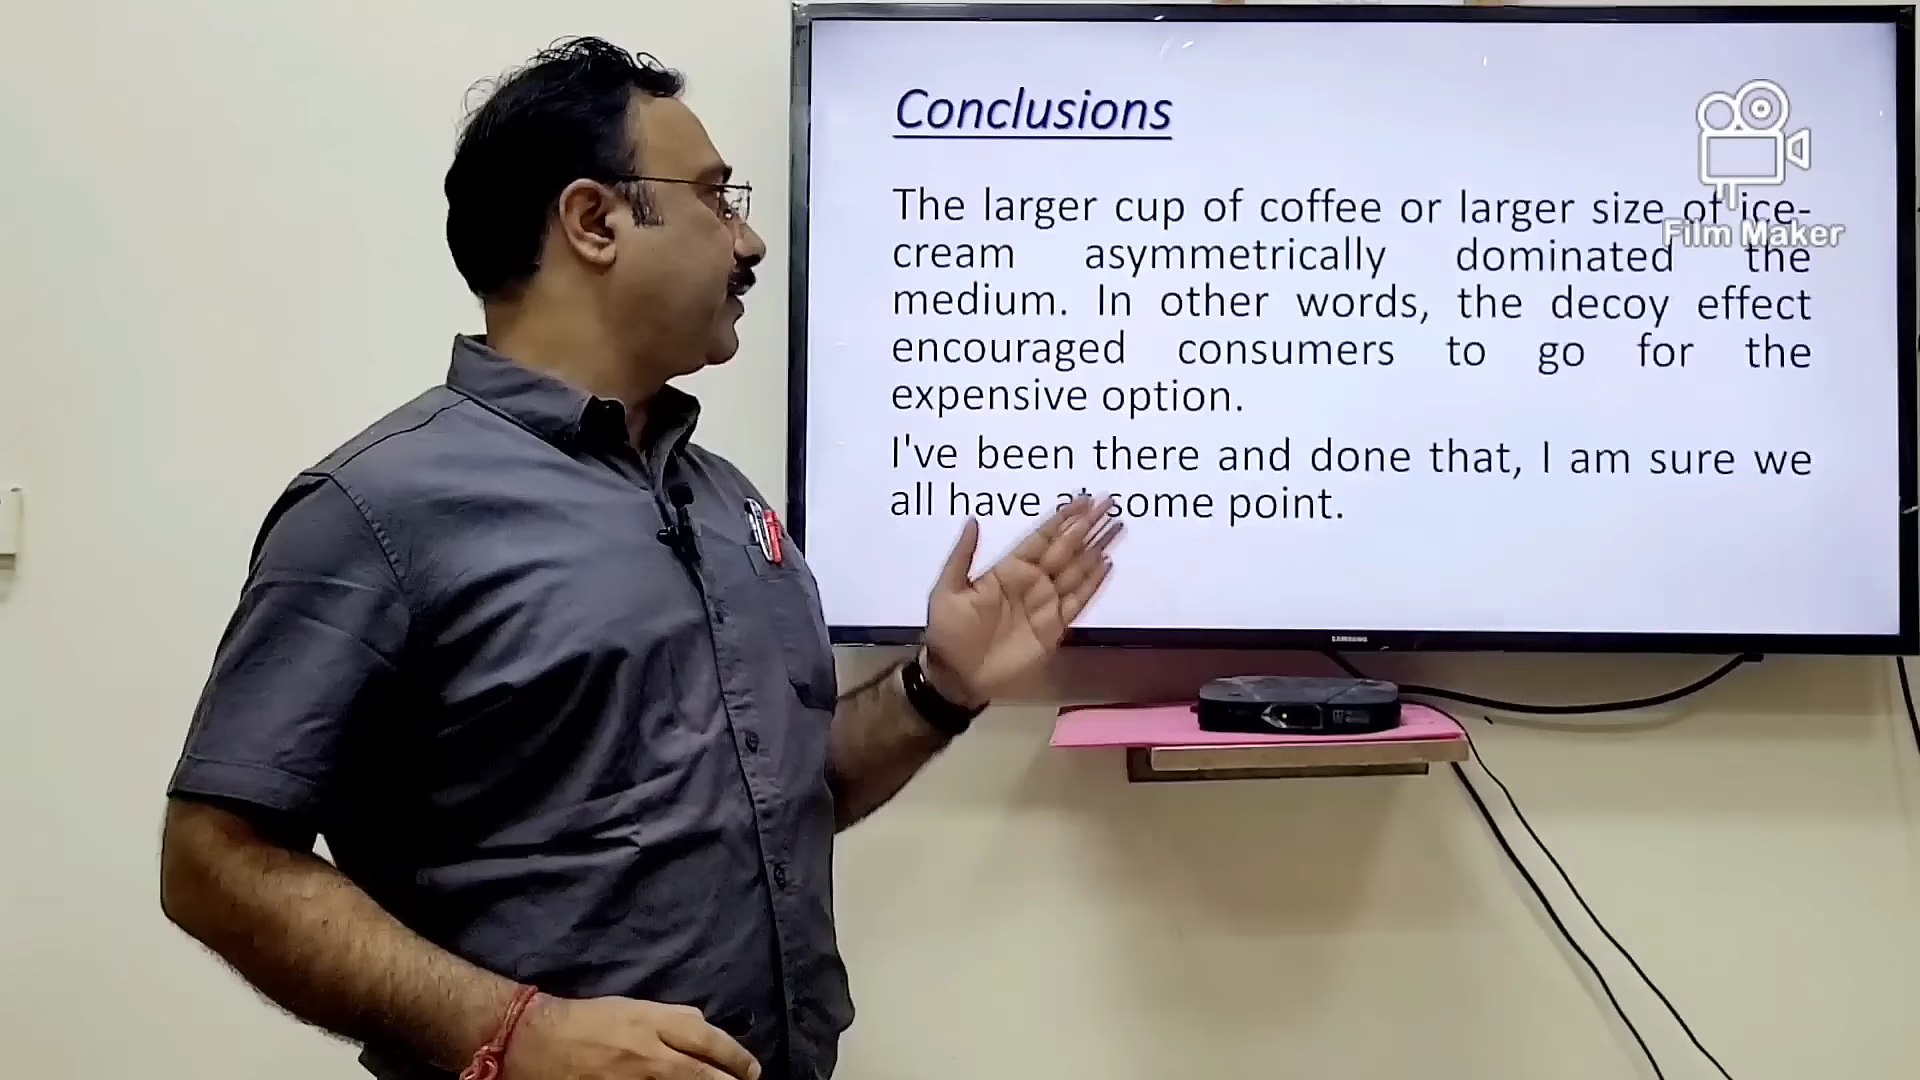 Conclusions
The larger cup of coffee or larger size of ice-
cream asymmetrically dominated the
medium. In other words, the decoy effect
encouraged consumers to go for the
expensive option.
I've been there and done that, I am sure we
all have at some point.
Film Maker
SAMSUNG